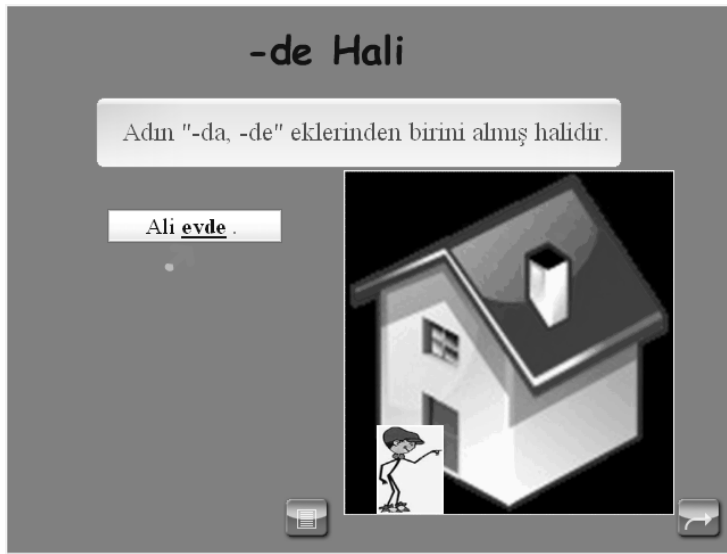 -de Hali
Adın "-da, -de" eklerinden birini almış halidir.
Ali evde .